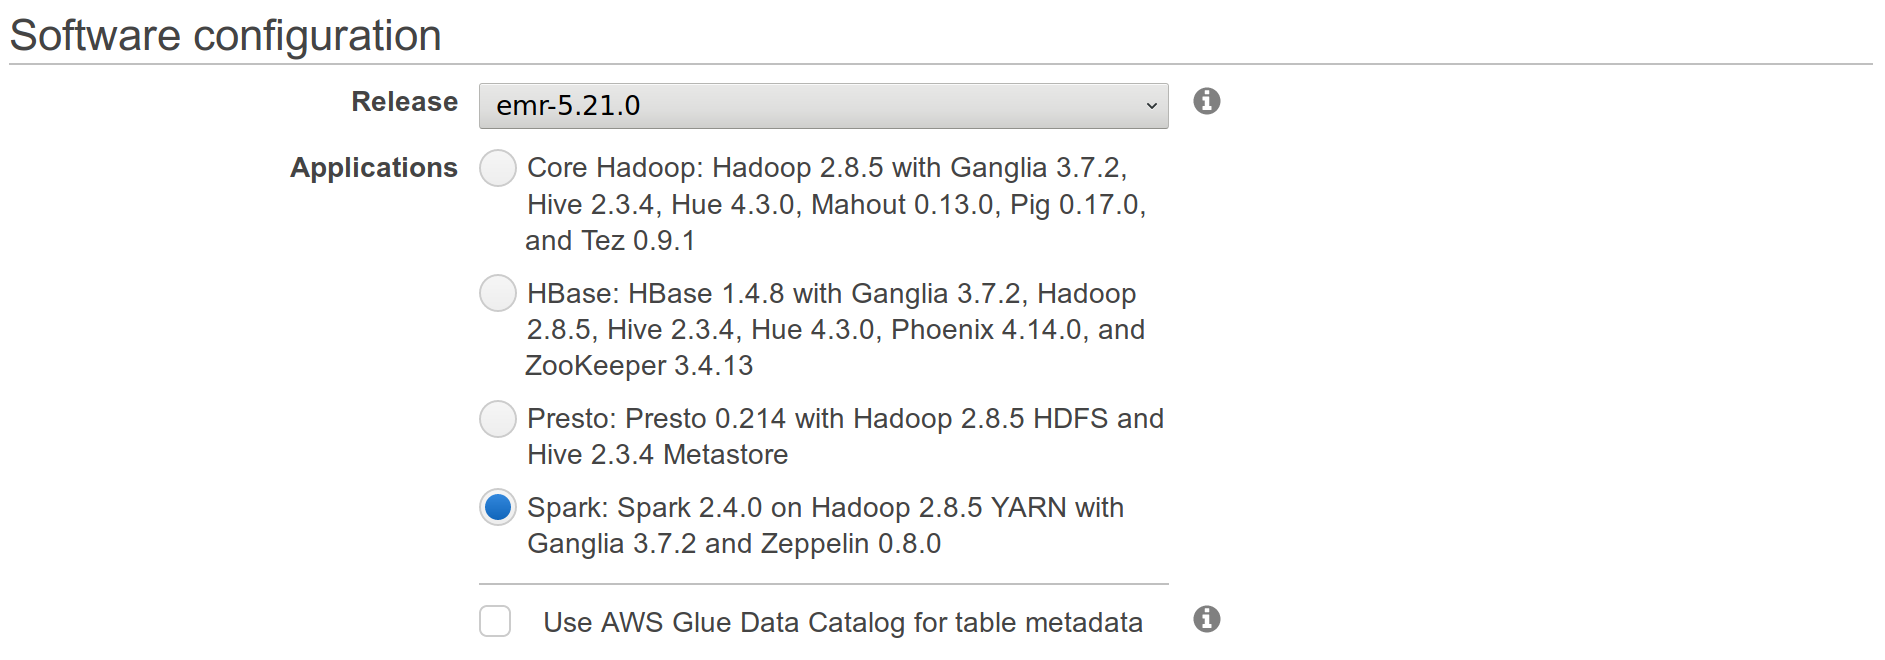 Software configuration
Release
emr-5.21.0
Applications
Core Hadoop: Hadoop 2.8.5 with Ganglia 3.7.2,
Hive 2.3.4, Hue 4.3.0, Mahout 0.13.0, Pig 0.17.0,
and Tez 0.9.1
HBase: HBase 1.4.8 with Ganglia 3.7.2, Hadoop
2.8.5, Hive 2.3.4, Hue 4.3.0, Phoenix 4.14.0, and
ZooKeeper 3.4.13
Presto: Presto 0.214 with Hadoop 2.8.5 HDFS and
Hive 2.3.4 Metastore
Spark: Spark 2.4.0 on Hadoop 2.8.5 YARN with
Ganglia 3.7.2 and Zeppelin 0.8.0
Use AWS Glue Data Catalog for table metadata